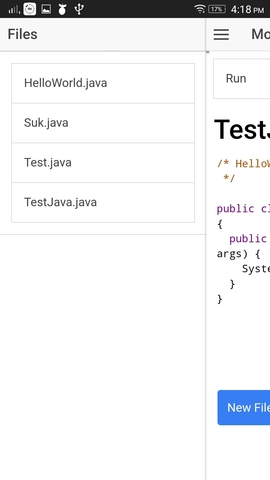 17% 4:18 PM
Files
Mo
HelloWorld.java
Suk.java
Test.java
TestJava.java
Run
TestJ
/* HelloW
*/
public cl
{
public
args) {
Syste
}
}
New File